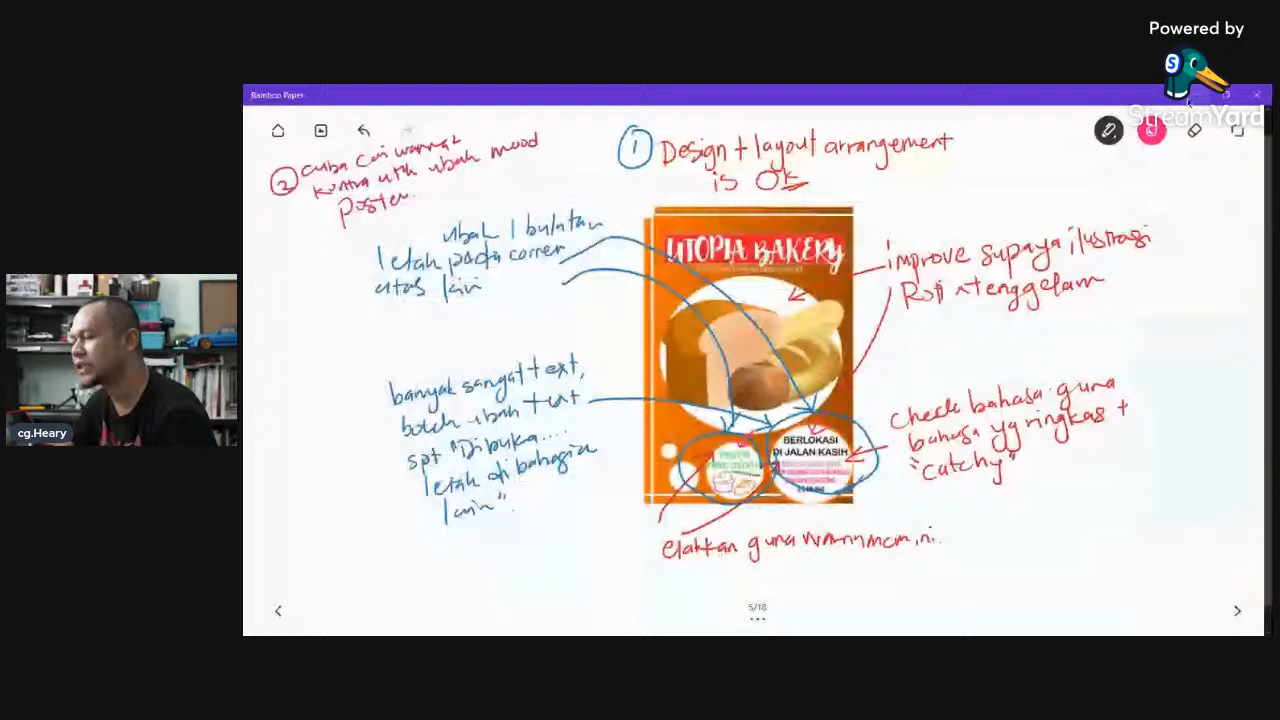 Powered by
S
StreamYard
Bamboo Paper
① Design + layout arrangement
is OK
② cuba cari warna2
kontra utk ubah mood
poster.
ubah 1 bulatan
letak pada corner
atas kiri
UTOPIA BAKERY
improve supaya ilustrasi
Roti x tenggelam
banyak sangat text,
boleh ubah text
spt "Dibuka....
letak di bahagian
lain".
check bahasa. guna
bahasa yg ringkas +
"catchy"
BERLOKASI
DI JALAN KASIH
elakkan guna warna mcm ni.
cg.Heary
5/18